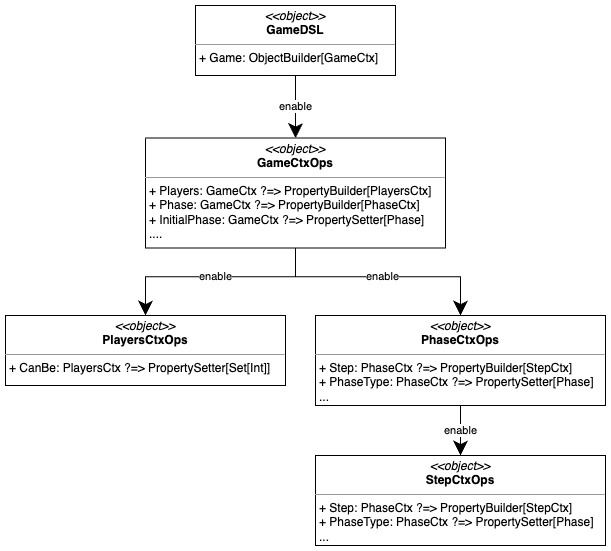 <<object>>
GameDSL
+ Game: ObjectBuilder[GameCtx]
enable
<<object>>
GameCtxOps
+ Players: GameCtx ?=> PropertyBuilder[PlayersCtx]
+ Phase: GameCtx ?=> PropertyBuilder[PhaseCtx]
+ InitialPhase: GameCtx ?=> PropertySetter[Phase]
....
enable
enable
<<object>>
PlayersCtxOps
+ CanBe: PlayersCtx ?=> PropertySetter[Set[Int]]
<<object>>
PhaseCtxOps
+ Step: PhaseCtx ?=> PropertyBuilder[StepCtx]
+ PhaseType: PhaseCtx ?=> PropertySetter[Phase]
...
enable
<<object>>
StepCtxOps
+ Step: PhaseCtx ?=> PropertyBuilder[StepCtx]
+ PhaseType: PhaseCtx ?=> PropertySetter[Phase]
...